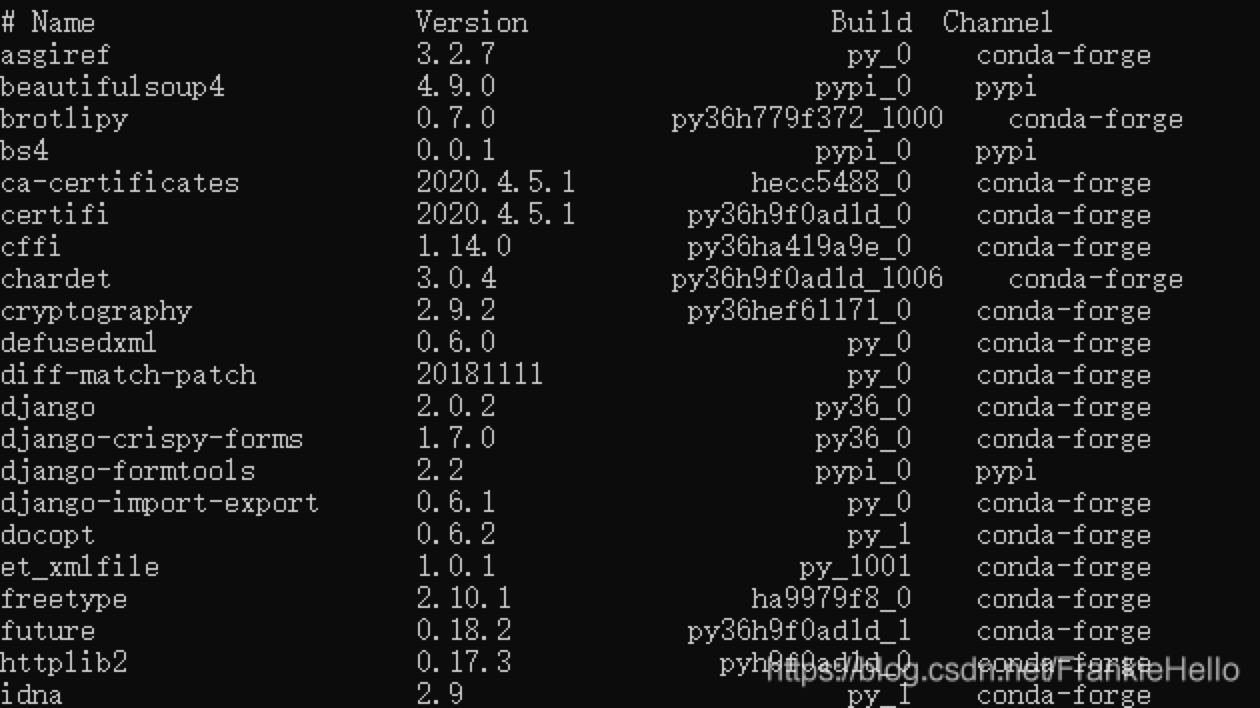 # Name Version Build Channel
asgiref 3.2.7 py_0 conda-forge
beautifulsoup4 4.9.0 pypi_0 pypi
brotlipy 0.7.0 py36h779f372_1000 conda-forge
bs4 0.0.1 pypi_0 pypi
ca-certificates 2020.4.5.1 hecc5488_0 conda-forge
certifi 2020.4.5.1 py36h9f0ad1d_0 conda-forge
cffi 1.14.0 py36ha419a9e_0 conda-forge
chardet 3.0.4 py36h9f0ad1d_1006 conda-forge
cryptography 2.9.2 py36hef61171_0 conda-forge
defusedxml 0.6.0 py_0 conda-forge
diff-match-patch 20181111 py_0 conda-forge
django 2.0.2 py36_0 conda-forge
django-crispy-forms 1.7.0 py36_0 conda-forge
django-formtools 2.2 pypi_0 pypi
django-import-export 0.6.1 py_0 conda-forge
docopt 0.6.2 py_1 conda-forge
et_xmlfile 1.0.1 py_1001 conda-forge
freetype 2.10.1 ha9979f8_0 conda-forge
future 0.18.2 py36h9f0ad1d_1 conda-forge
httplib2 0.17.3 pyh9f0ad1d_0 conda-forge
https://blog.csdn.net/FrankieHello
idna 2.9 py_1 conda-forge